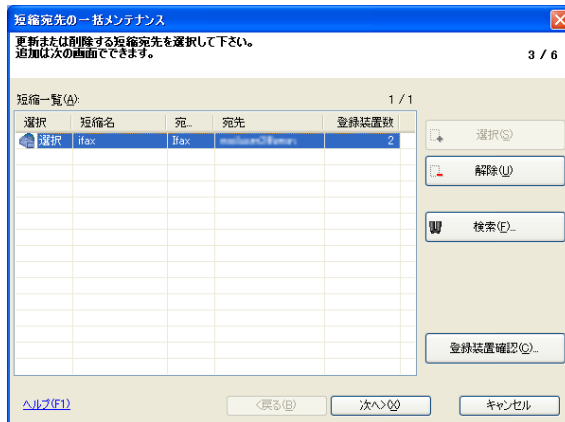 短縮宛先の一括メンテナンス
更新または削除する短縮宛先を選択して下さい。
追加は次の画面でできます。
3 / 6
短縮一覧(A):
1 / 1
選択 短縮名 宛... 宛先 登録装置数
選択 ifax Ifax 2
選択(S)
解除(U)
検索(F)...
登録装置確認(C)...
ヘルプ(F1)
<戻る(B)
次へ>(X)
キャンセル